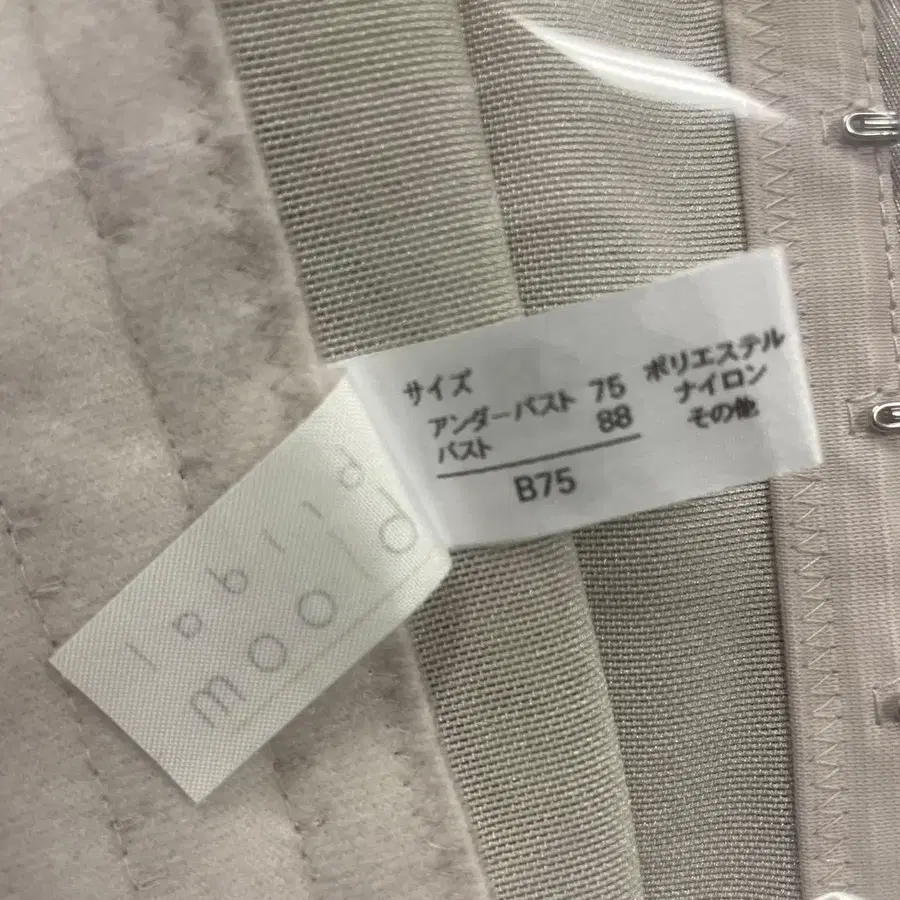 サイズ
アンダーバスト 75
バスト 88
B75
ポリエステル
ナイロン
その他